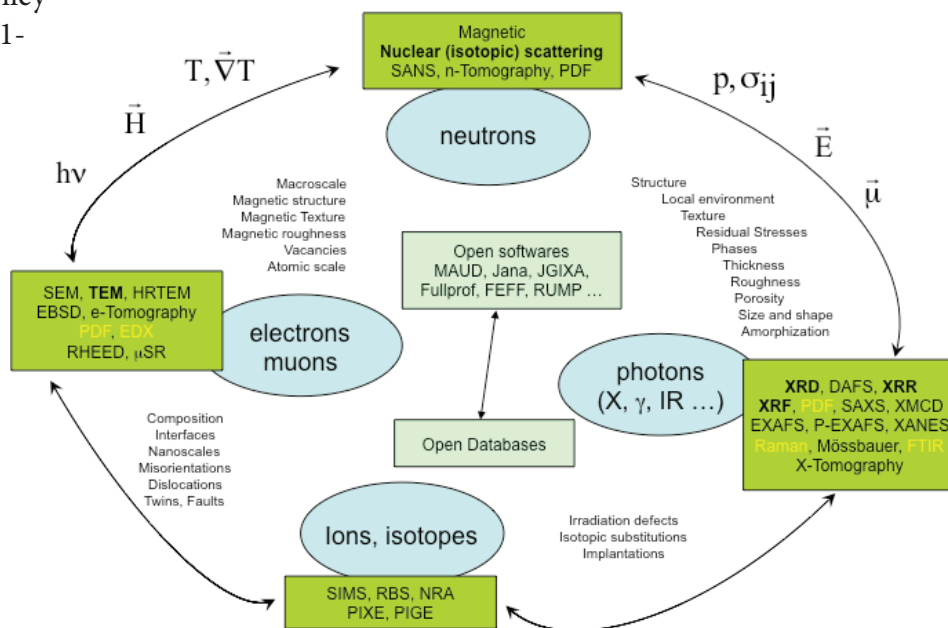 ney
1-
Magnetic
Nuclear (isotopic) scattering
SANS, n-Tomography, PDF
neutrons
T, ∇⃗T
H⃗
hν
p, σij
E⃗
μ⃗
Macroscale
Magnetic structure
Magnetic Texture
Magnetic roughness
Vacancies
Atomic scale
Structure
Local environment
Texture
Residual Stresses
Phases
Thickness
Roughness
Porosity
Size and shape
Amorphization
Open softwares
MAUD, Jana, JGIXA,
Fullprof, FEFF, RUMP ...
SEM, TEM, HRTEM
EBSD, e-Tomography
PDF, EDX
RHEED, μSR
electrons
muons
photons
(X, γ, IR ...)
XRD, DAFS, XRR
XRF, PDF, SAXS, XMCD
EXAFS, P-EXAFS, XANES
Raman, Mössbauer, FTIR
X-Tomography
Composition
Interfaces
Nanoscales
Misorientations
Dislocations
Twins, Faults
Open Databases
Ions, isotopes
Irradiation defects
Isotopic substitutions
Implantations
SIMS, RBS, NRA
PIXE, PIGE